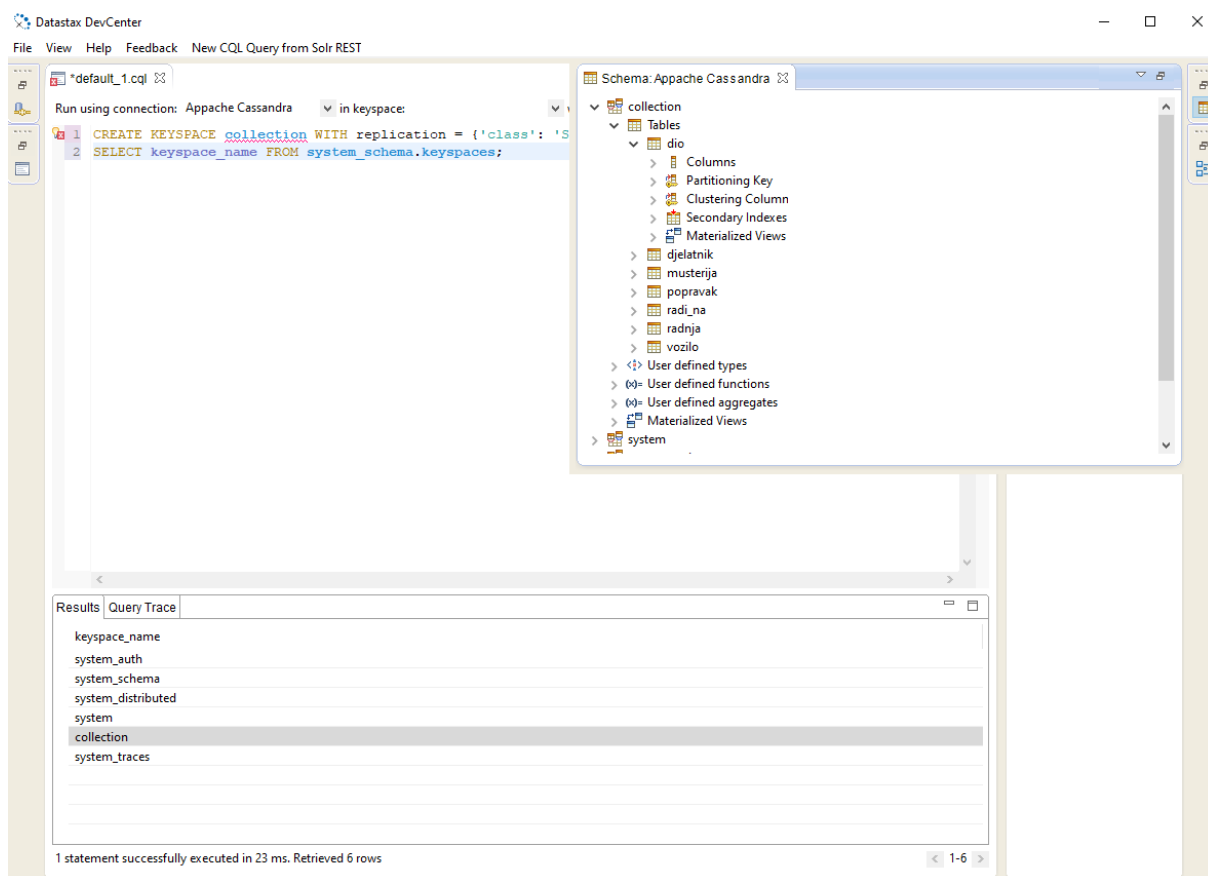 Datastax DevCenter
File View Help Feedback New CQL Query from Solr REST
*default_1.cql
Run using connection: Appache Cassandra in keyspace:
1 CREATE KEYSPACE collection WITH replication = {'class': 'S
2 SELECT keyspace_name FROM system_schema.keyspaces;
Schema: Appache Cassandra
collection
Tables
dio
Columns
Partitioning Key
Clustering Column
Secondary Indexes
Materialized Views
djelatnik
musterija
popravak
radi_na
radnja
vozilo
User defined types
User defined functions
User defined aggregates
Materialized Views
system
Results Query Trace
keyspace_name
system_auth
system_schema
system_distributed
system
collection
system_traces
1 statement successfully executed in 23 ms. Retrieved 6 rows
< 1-6 >